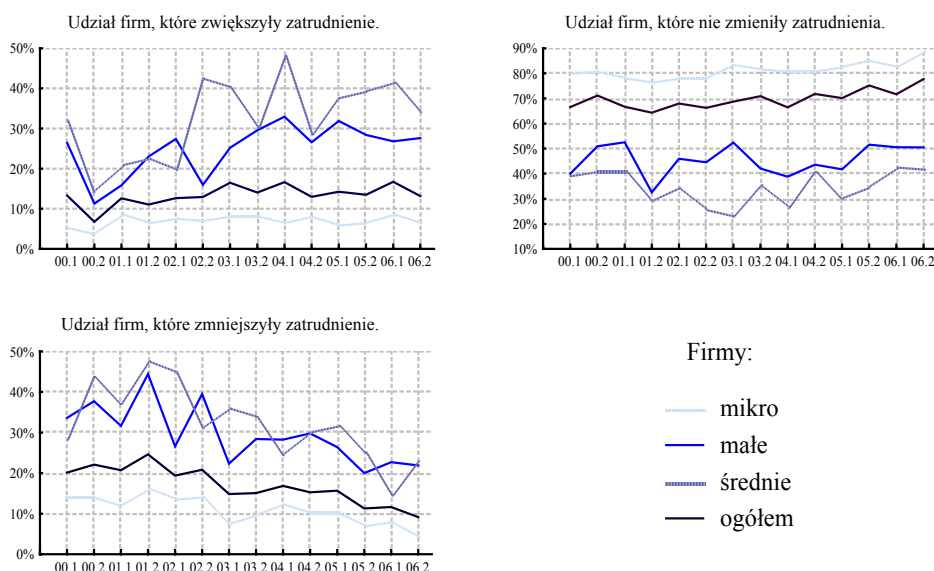 Udział firm, które zwiększyły zatrudnienie.
50%
40%
30%
20%
10%
0%
00.1 00.2 01.1 01.2 02.1 02.2 03.1 03.2 04.1 04.2 05.1 05.2 06.1 06.2
Udział firm, które nie zmieniły zatrudnienia.
90%
80%
70%
60%
50%
40%
30%
20%
10%
00.1 00.2 01.1 01.2 02.1 02.2 03.1 03.2 04.1 04.2 05.1 05.2 06.1 06.2
Udział firm, które zmniejszyły zatrudnienie.
50%
40%
30%
20%
10%
0%
00.1 00.2 01.1 01.2 02.1 02.2 03.1 03.2 04.1 04.2 05.1 05.2 06.1 06.2
Firmy:
mikro
małe
średnie
ogółem